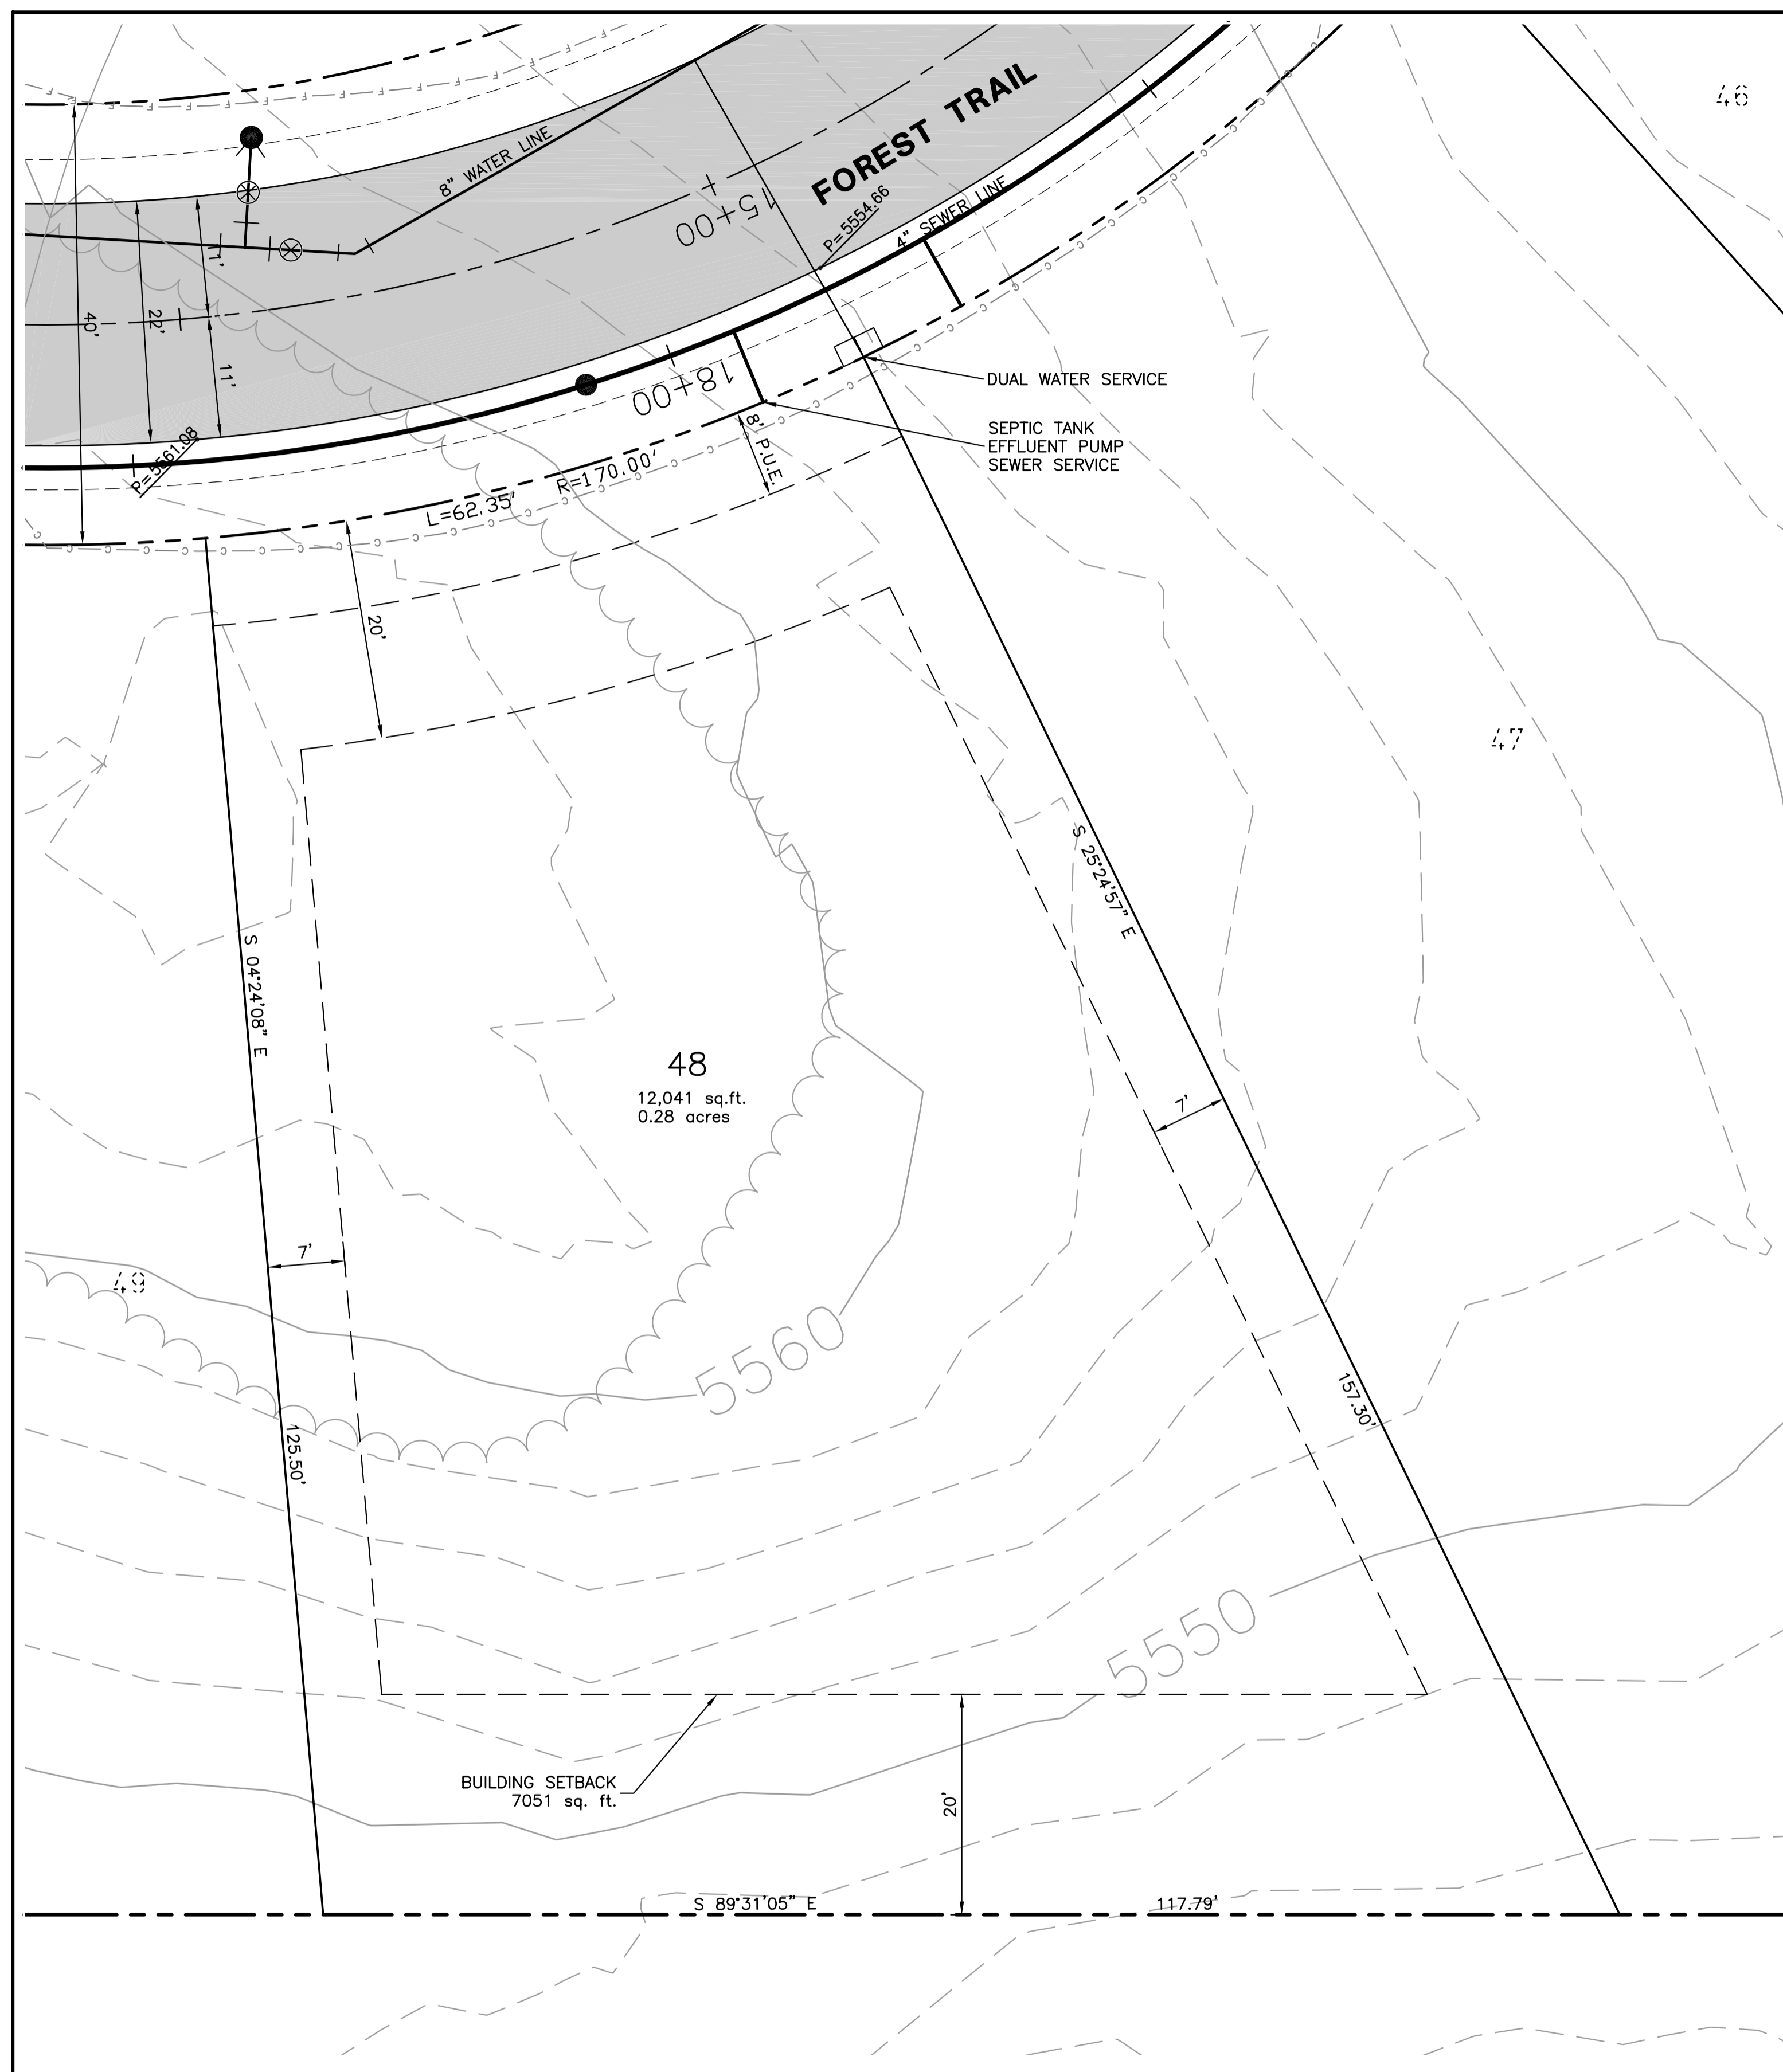 46
FOREST TRAIL
8" WATER LINE
15+00
P=5554.66
4" SEWER LINE
11'
40'
22'
11'
18+00
DUAL WATER SERVICE
P=5561.08
8' P.U.E.
SEPTIC TANK
EFFLUENT PUMP
SEWER SERVICE
R=170.00'
L=62.35'
20'
47
S 25°24'57" E
S 04°24'08" E
48
12,041 sq.ft.
0.28 acres
7'
7'
49
5560
157.30'
125.50'
5550
BUILDING SETBACK
7051 sq. ft.
20'
S 89°31'05" E
117.79'